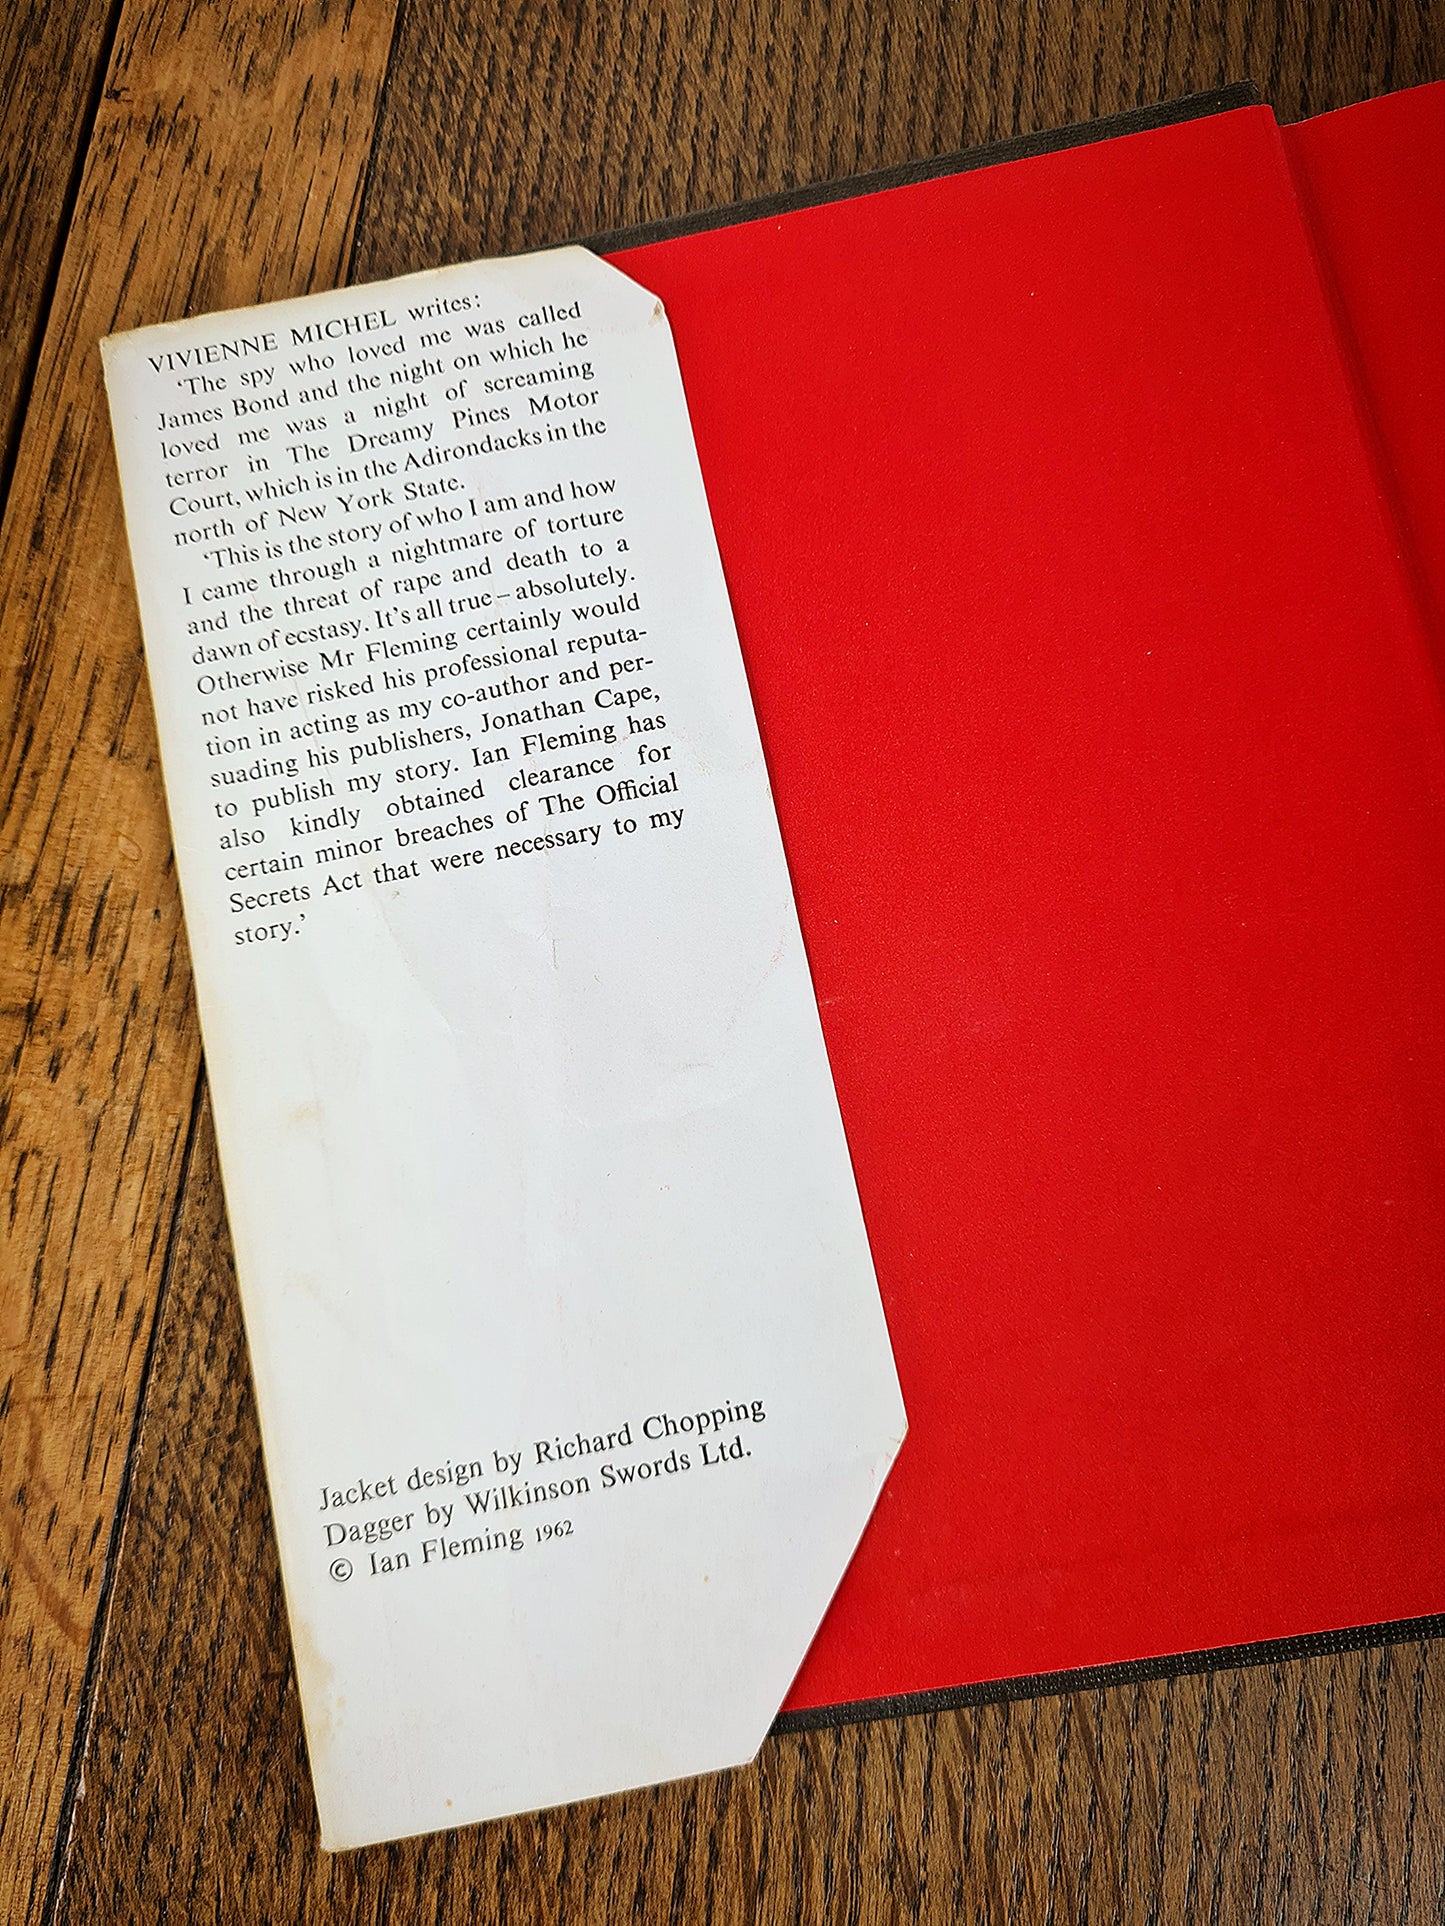 VIVIENNE MICHEL writes:
‘The spy who loved me was called
James Bond and the night on which he
loved me was a night of screaming
terror in The Dreamy Pines Motor
Court, which is in the Adirondacks in the
north of New York State.
‘This is the story of who I am and how
I came through a nightmare of torture
and the threat of rape and death to a
dawn of ecstasy. It’s all true – absolutely.
Otherwise Mr Fleming certainly would
not have risked his professional reputa-
tion in acting as my co-author and per-
suading his publishers, Jonathan Cape,
to publish my story. Ian Fleming has
also kindly obtained clearance for
certain minor breaches of The Official
Secrets Act that were necessary to my
story.’
Jacket design by Richard Chopping
Dagger by Wilkinson Swords Ltd.
© Ian Fleming 1962